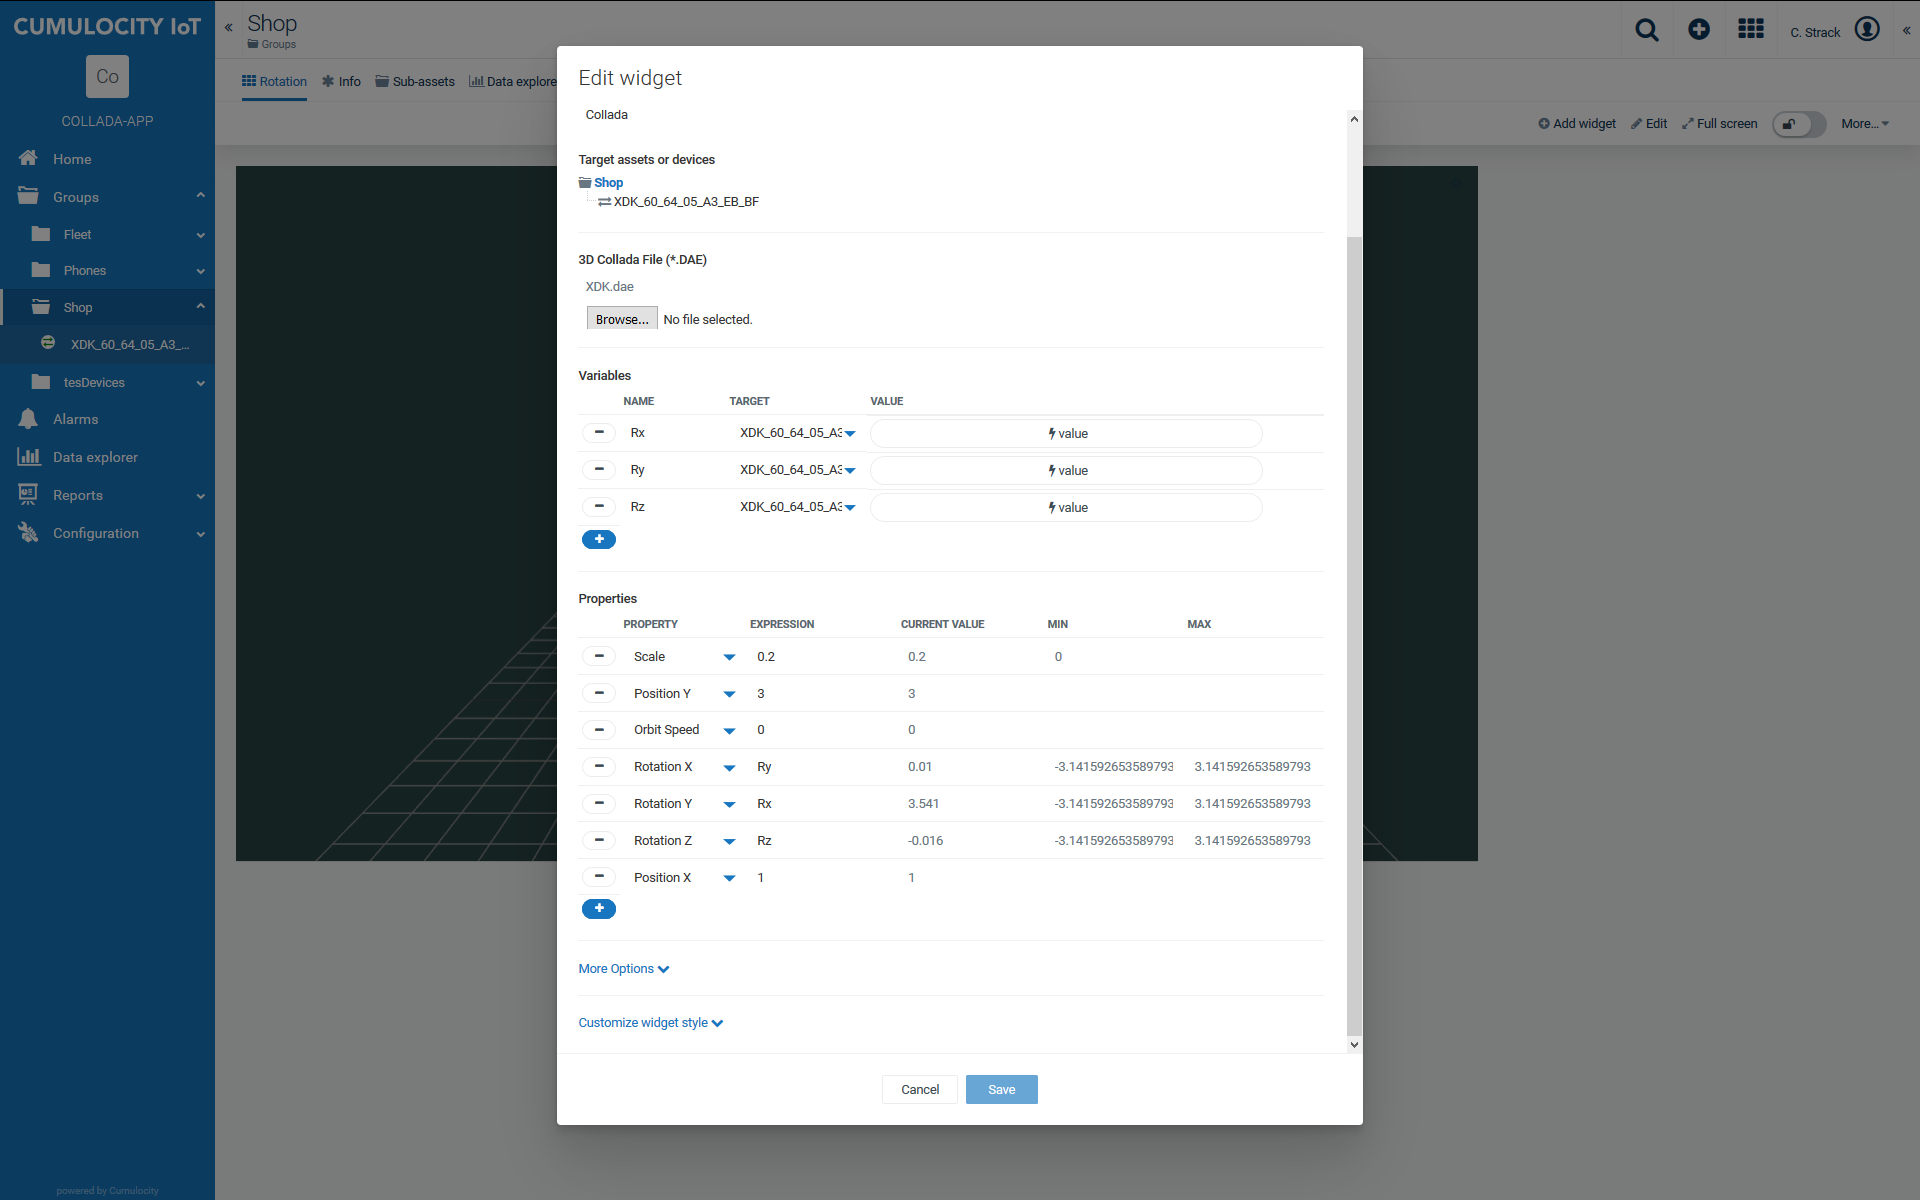 CUMULOCITY IoT
Co
COLLADA-APP
Home
Groups
Fleet
Phones
Shop
XDK_60_64_05_A3_...
tesDevices
Alarms
Data explorer
Reports
Configuration
powered by Cumulocity
«
Shop
Groups
C. Strack
«
Rotation
Info
Sub-assets
Data explore
Add widget
Edit
Full screen
More...
Edit widget
Collada
Target assets or devices
Shop
XDK_60_64_05_A3_EB_BF
3D Collada File (*.DAE)
XDK.dae
Browse... No file selected.
Variables
NAME TARGET VALUE
Rx XDK_60_64_05_A3 value
Ry XDK_60_64_05_A3 value
Rz XDK_60_64_05_A3 value
Properties
PROPERTY EXPRESSION CURRENT VALUE MIN MAX
Scale 0.2 0.2 0
Position Y 3 3
Orbit Speed 0 0
Rotation X Ry 0.01 -3.141592653589793 3.141592653589793
Rotation Y Rx 3.541 -3.141592653589793 3.141592653589793
Rotation Z Rz -0.016 -3.141592653589793 3.141592653589793
Position X 1 1
More Options
Customize widget style
Cancel Save